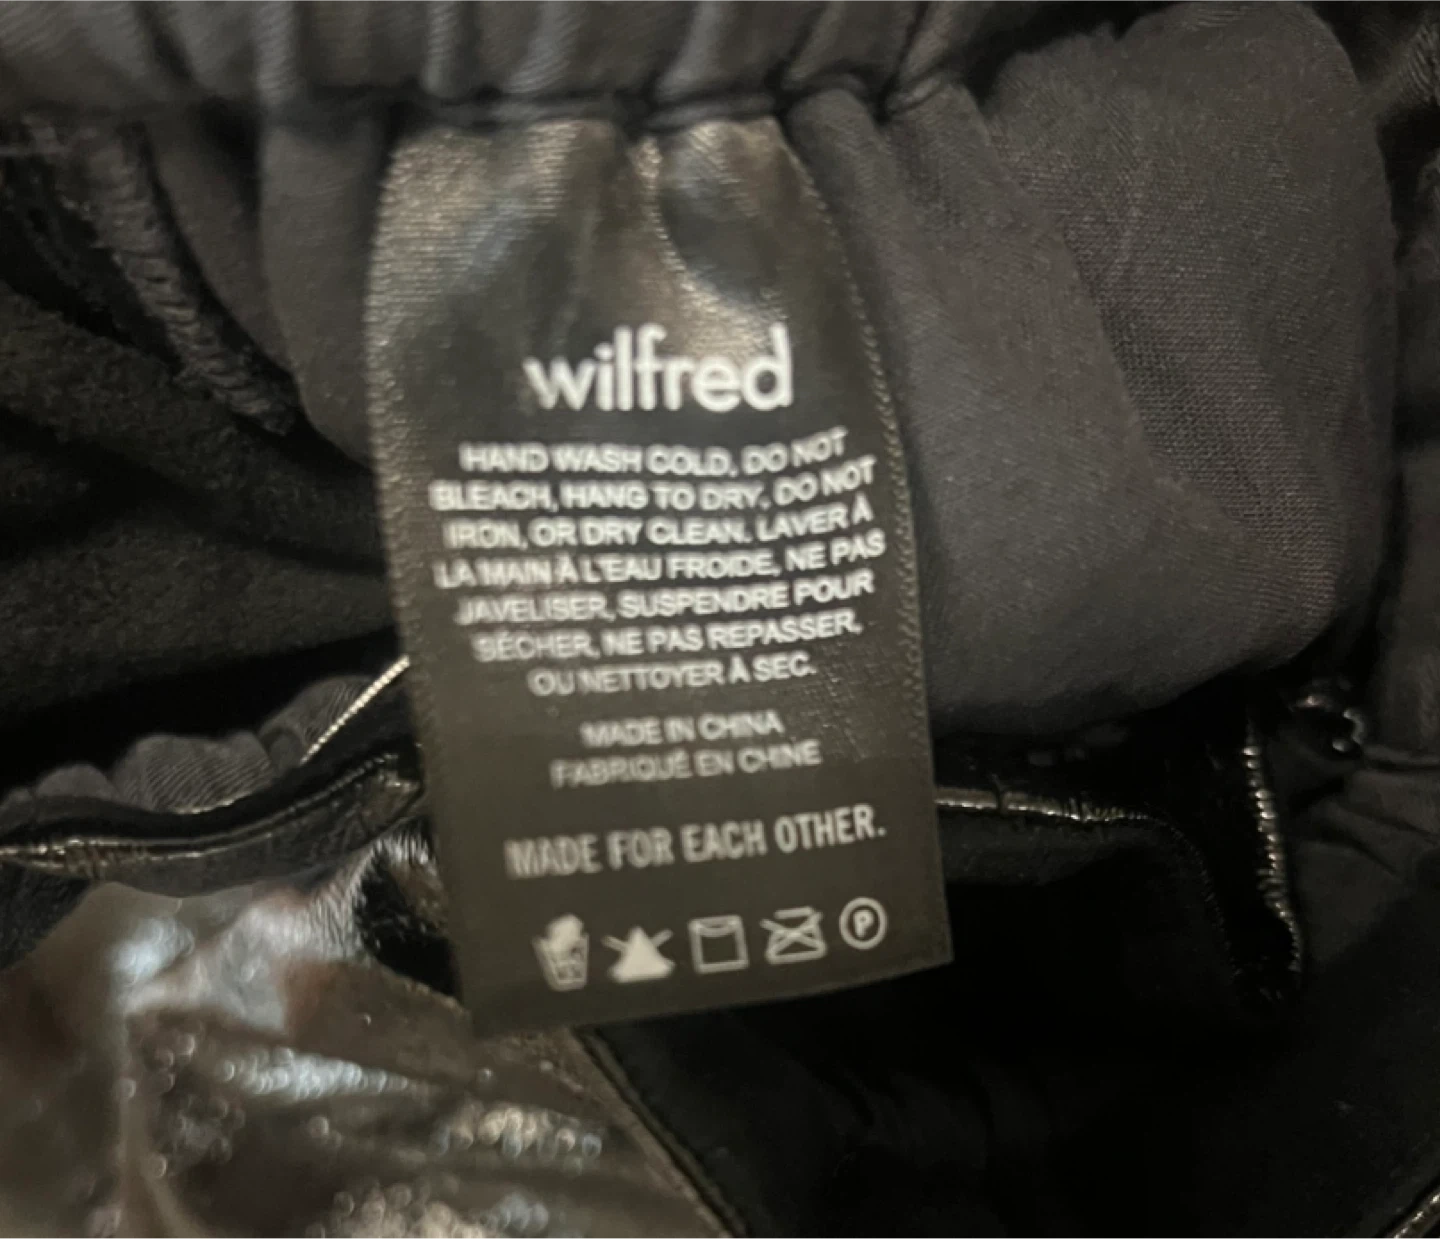 wilfred
HAND WASH COLD, DO NOT
BLEACH, HANG TO DRY, DO NOT
IRON, OR DRY CLEAN. LAVER À
LA MAIN À L'EAU FROIDE, NE PAS
JAVELISER, SUSPENDRE POUR
SÉCHER, NE PAS REPASSER,
OU NETTOYER À SEC.
MADE IN CHINA
FABRIQUÉ EN CHINE
MADE FOR EACH OTHER.
P